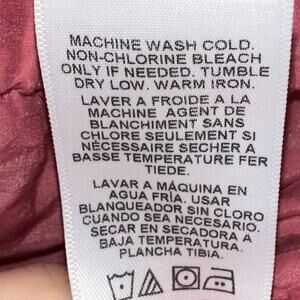 MACHINE WASH COLD.
NON-CHLORINE BLEACH
ONLY IF NEEDED. TUMBLE
DRY LOW. WARM IRON.
LAVER A FROIDE A LA
MACHINE AGENT DE
BLANCHIMENT SANS
CHLORE SEULEMENT SI
NÉCESSAIRE SECHER A
BASSE TEMPERATURE FER
TIEDE.
LAVAR A MÁQUINA EN
AGUA FRÍA. USAR
BLANQUEADOR SIN CLORO
CUANDO SEA NECESARIO.
SECAR EN SECADORA A
BAJA TEMPERATURA.
PLANCHA TIBIA.